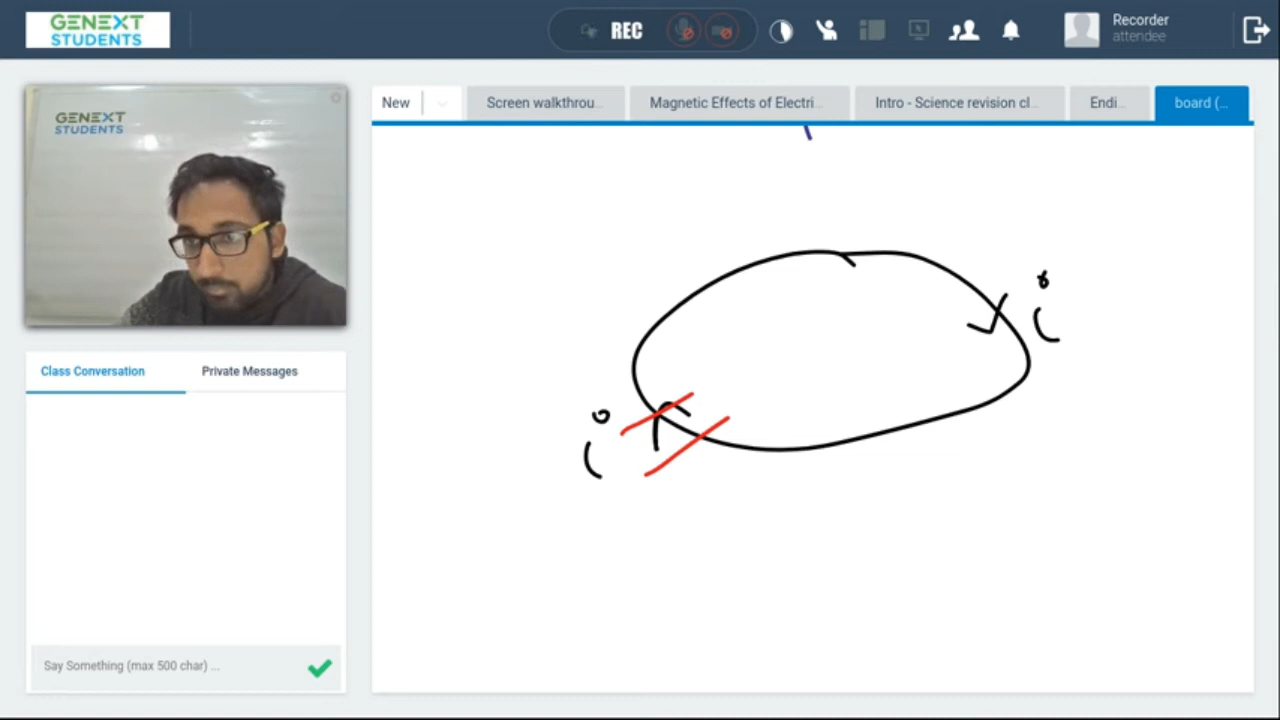 GENEXT
STUDENTS
REC
Recorder
attendee
GENEXT
STUDENTS
New
Screen walkthrou...
Magnetic Effects of Electri...
Intro - Science revision cl...
Endi...
board (...
i
i
Class Conversation
Private Messages
Say Something (max 500 char) ...